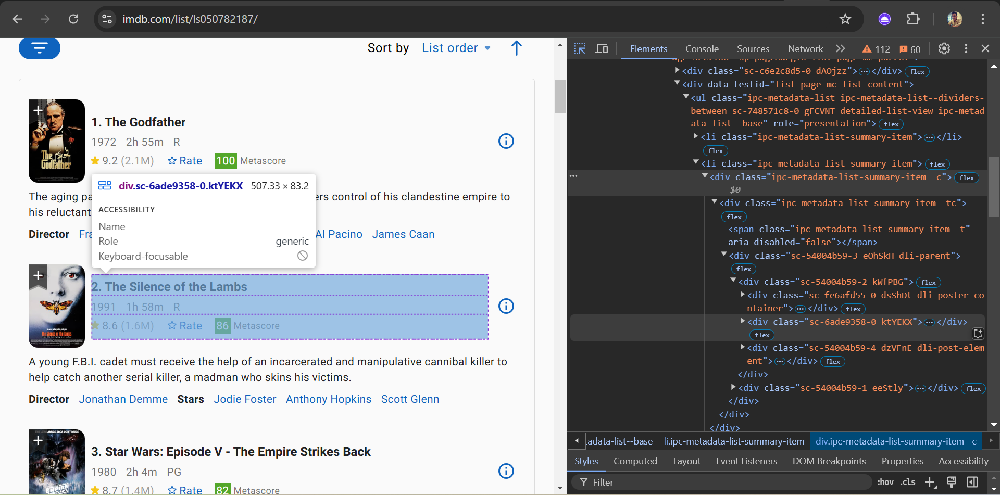 imdb.com/list/ls050782187/
Sort by List order
1. The Godfather
1972 2h 55m R
9.2 (2.1M) Rate 100 Metascore
The Godfather
div.sc-6ade9358-0.ktYEKX 507.33 × 83.2
ACCESSIBILITY
Name
Role generic
Keyboard-focusable
The aging pa
ers control of his clandestine empire to
his reluctant
Director Fra
Al Pacino James Caan
2. The Silence of the Lambs
1991 1h 58m R
8.6 (1.6M) Rate 86 Metascore
the silence of the lambs
A young F.B.I. cadet must receive the help of an incarcerated and manipulative cannibal killer to
help catch another serial killer, a madman who skins his victims.
Director Jonathan Demme Stars Jodie Foster Anthony Hopkins Scott Glenn
3. Star Wars: Episode V - The Empire Strikes Back
1980 2h 4m PG
8.7 (1.4M) Rate 82 Metascore
EMPIRE
Elements Console Sources Network 112 60
<div class="sc-c6e2c8d5-0 dAOjzz"> </div> flex
<div data-testid="list-page-mc-list-content">
<ul class="ipc-metadata-list ipc-metadata-list--dividers-
between sc-748571c8-0 gFCVNT detailed-list-view ipc-metad
ata-list--base" role="presentation"> flex
<li class="ipc-metadata-list-summary-item"> </li>
flex
<li class="ipc-metadata-list-summary-item"> flex
<div class="ipc-metadata-list-summary-item__c"> flex
== $0
<div class="ipc-metadata-list-summary-item__tc">
flex
<span class="ipc-metadata-list-summary-item__t"
aria-disabled="false"></span>
<div class="sc-54004b59-3 eOhSkH dli-parent">
flex
<div class="sc-54004b59-2 kWfPBG"> flex
<div class="sc-fe6afd55-0 dsShDt dli-poster-co
ntainer"> </div> flex
<div class="sc-6ade9358-0 ktYEKX"> </div>
flex
<div class="sc-54004b59-4 dzVFnE dli-post-elem
ent"> </div> flex
</div>
<div class="sc-54004b59-1 eeStly"> </div> flex
</div>
</div>
</div>
tadata-list--base li.ipc-metadata-list-summary-item div.ipc-metadata-list-summary-item__c
Styles Computed Layout Event Listeners DOM Breakpoints Properties Accessibility
Filter :hov .cls